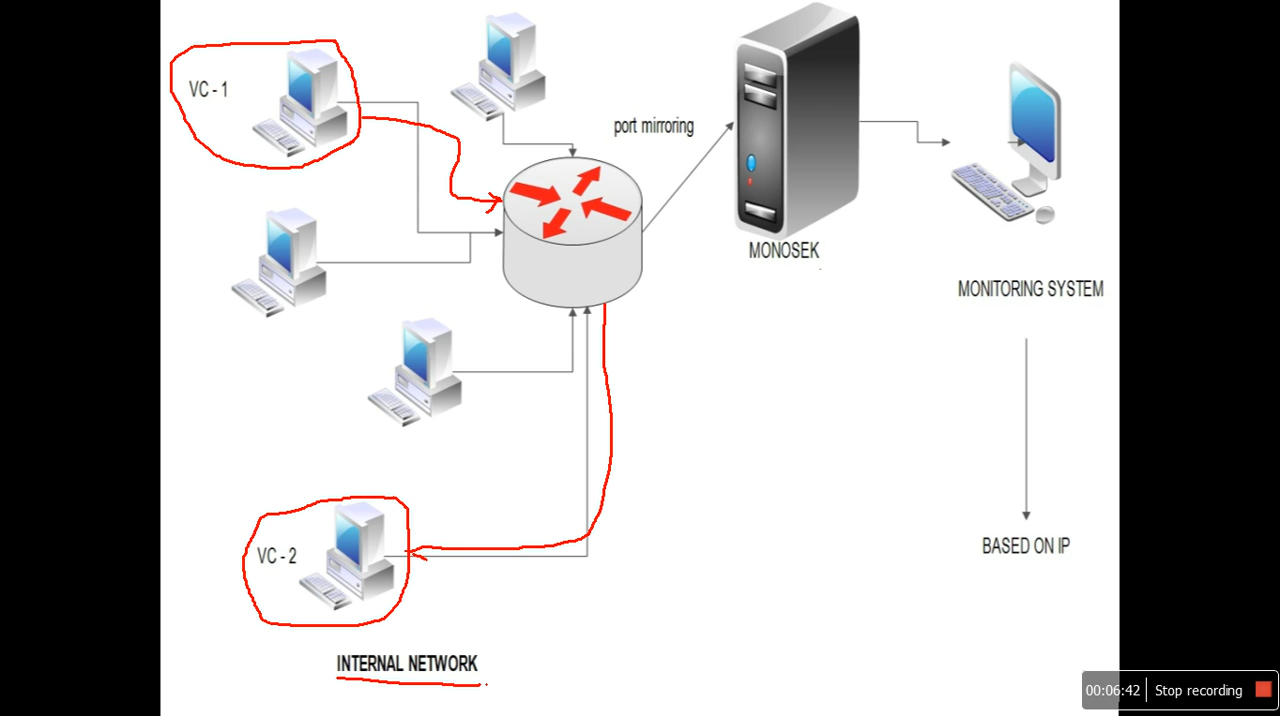 VC - 1
port mirroring
MONOSEK
MONITORING SYSTEM
BASED ON IP
VC - 2
INTERNAL NETWORK
00:06:42 Stop recording